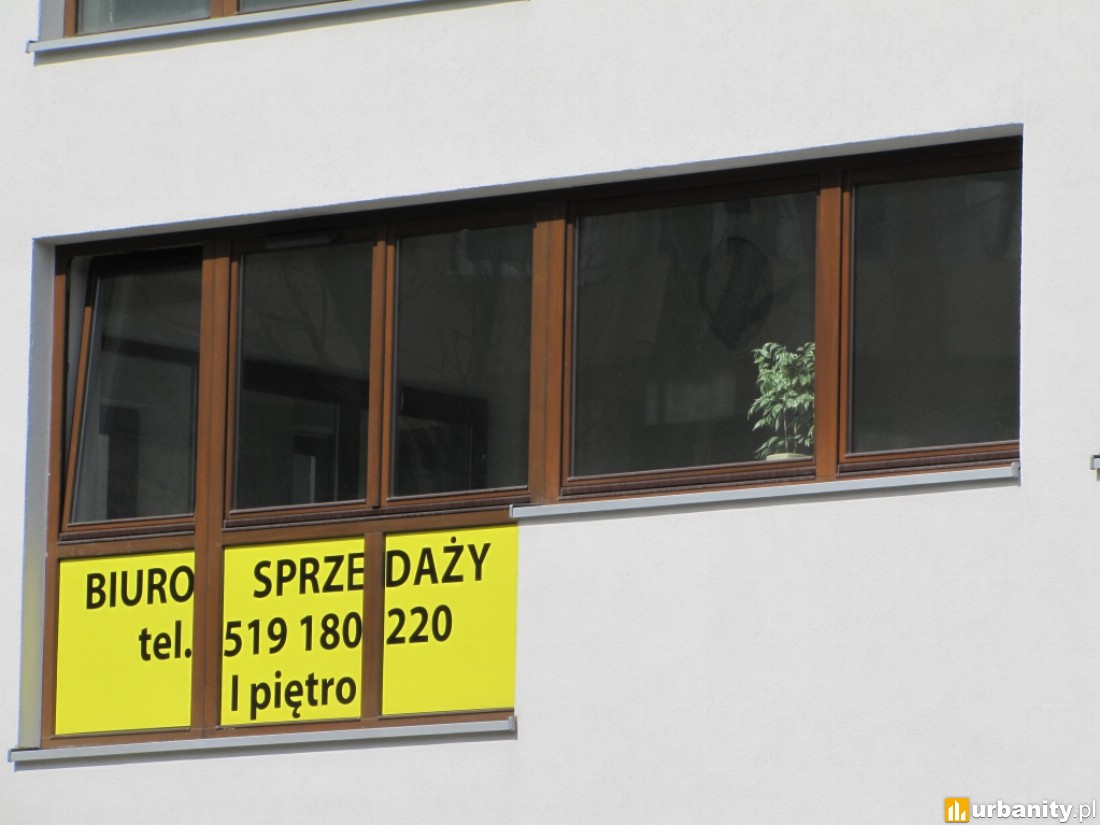 BIURO SPRZEDAŻY
tel. 519 180 220
I piętro
urbanity.pl